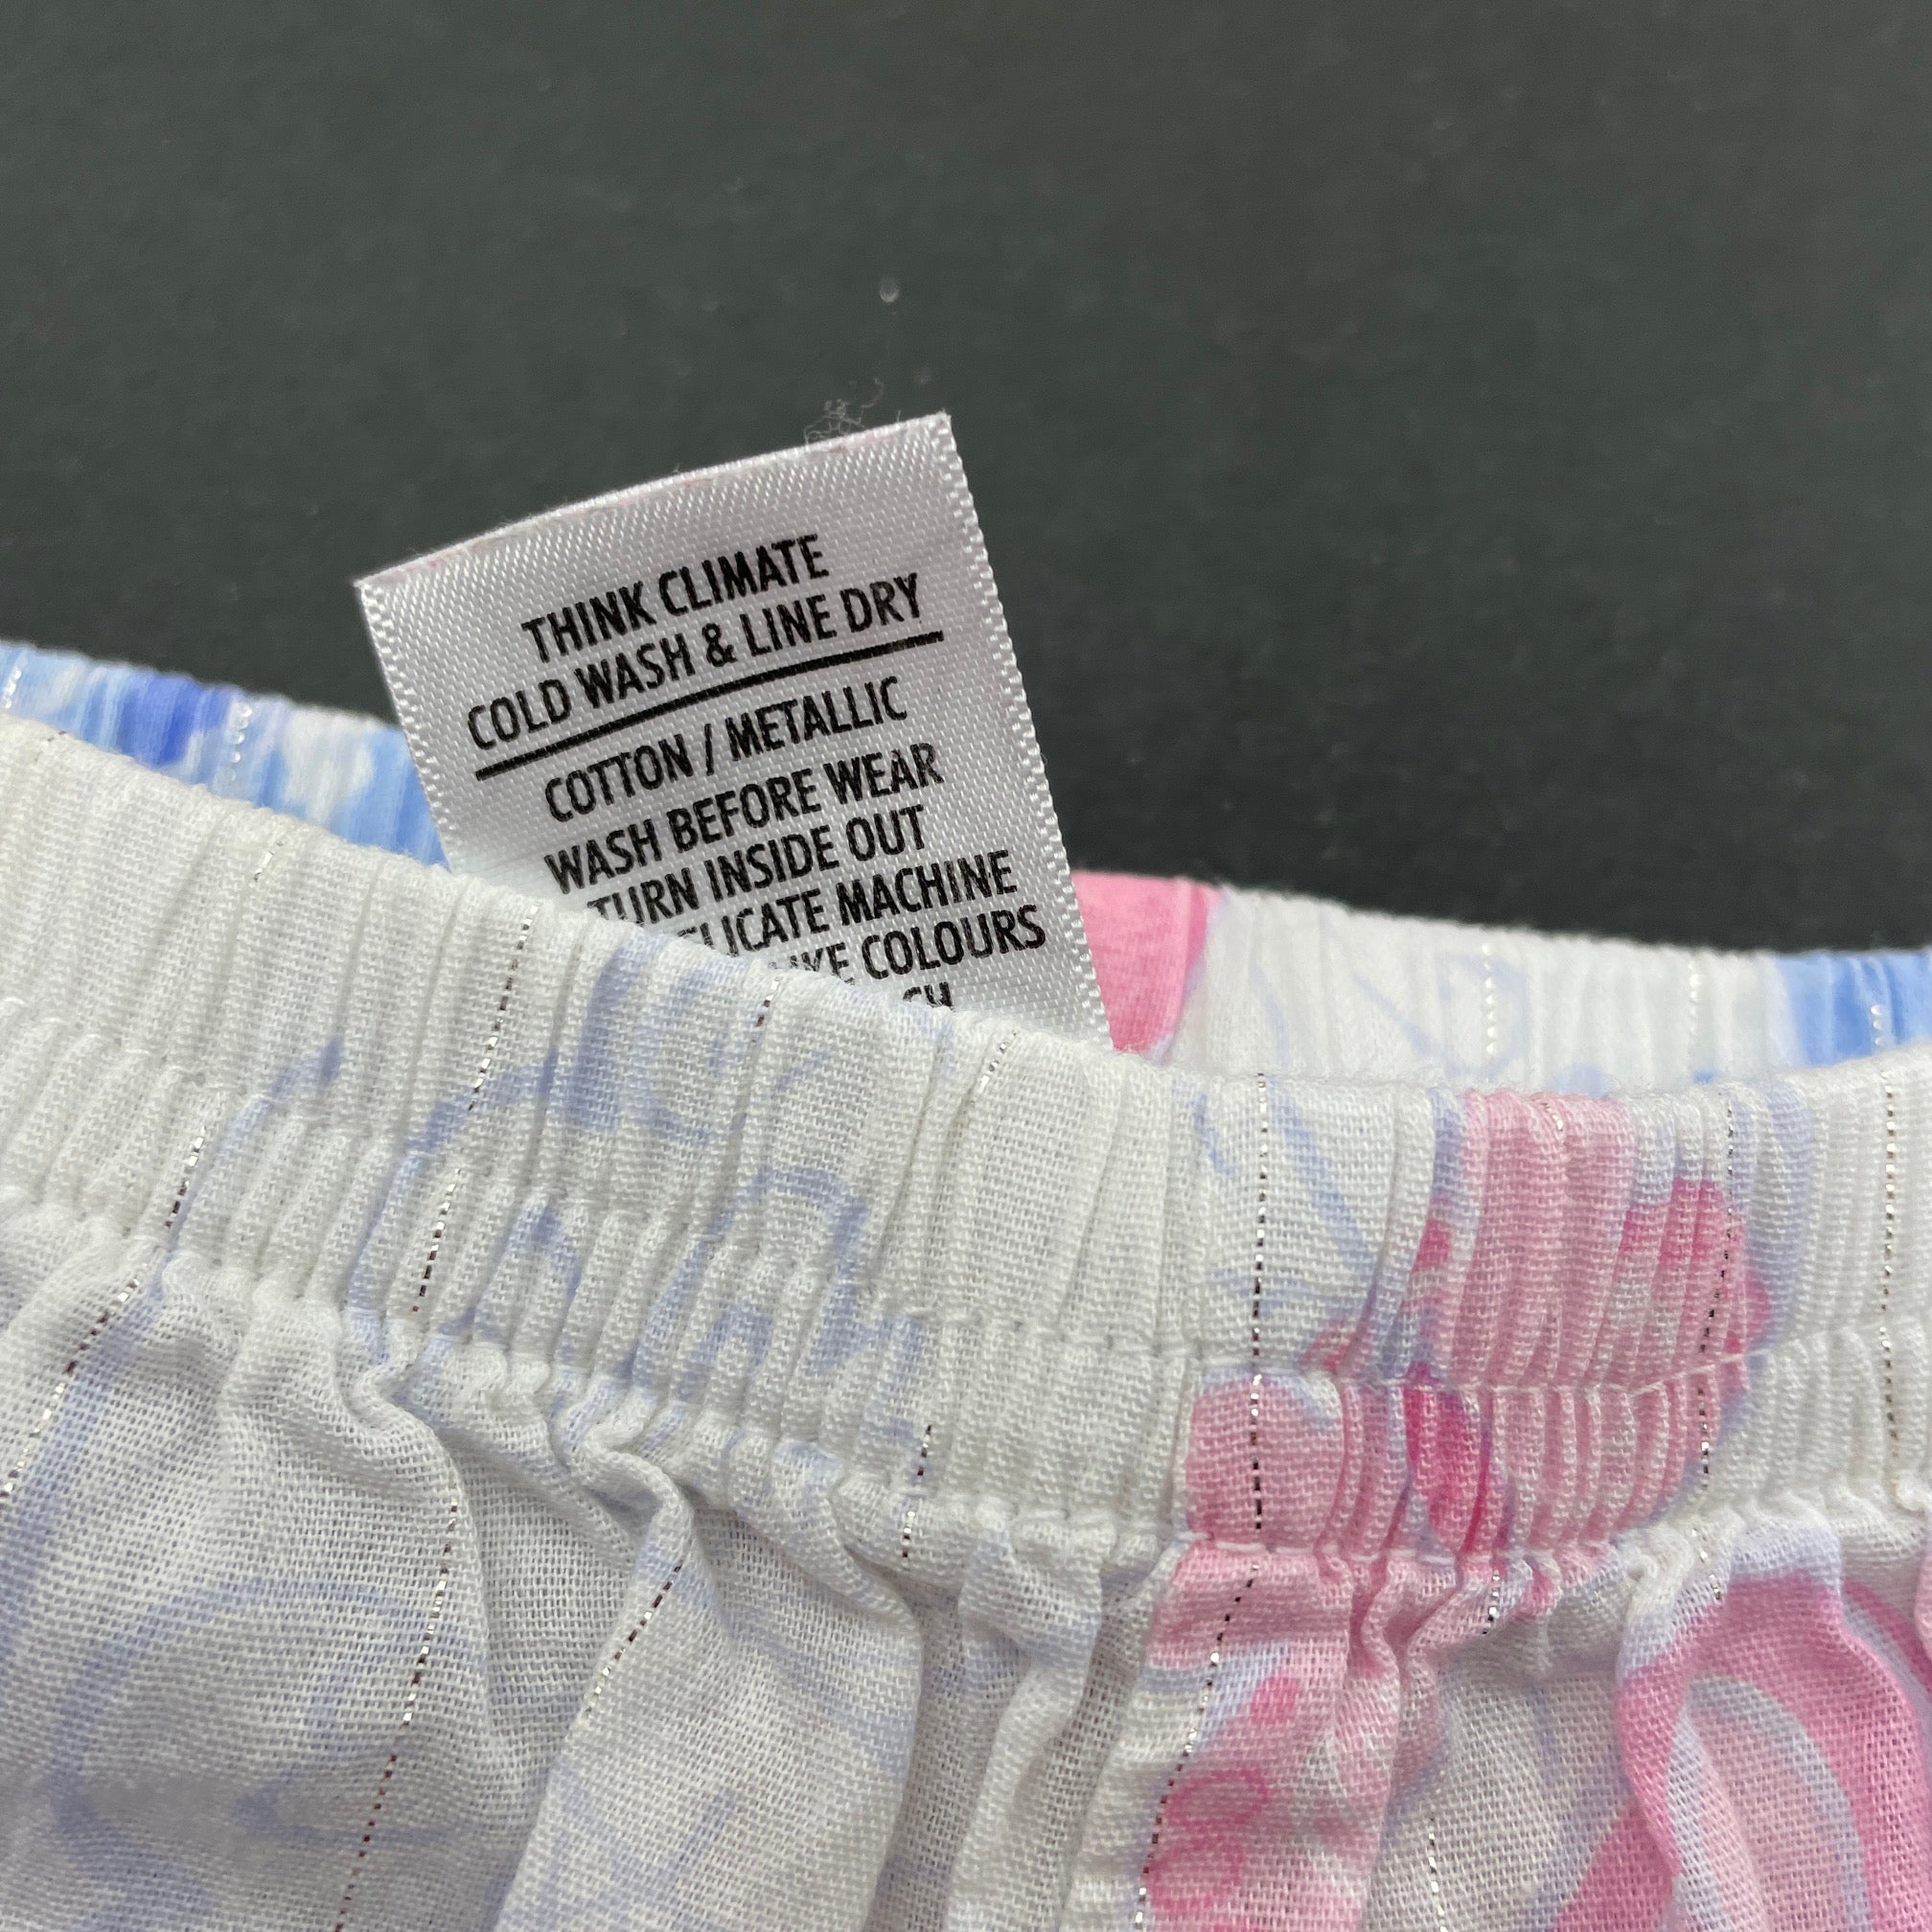 THINK CLIMATE
COLD WASH & LINE DRY
COTTON / METALLIC
WASH BEFORE WEAR
TURN INSIDE OUT
MACHINE
COLOURS